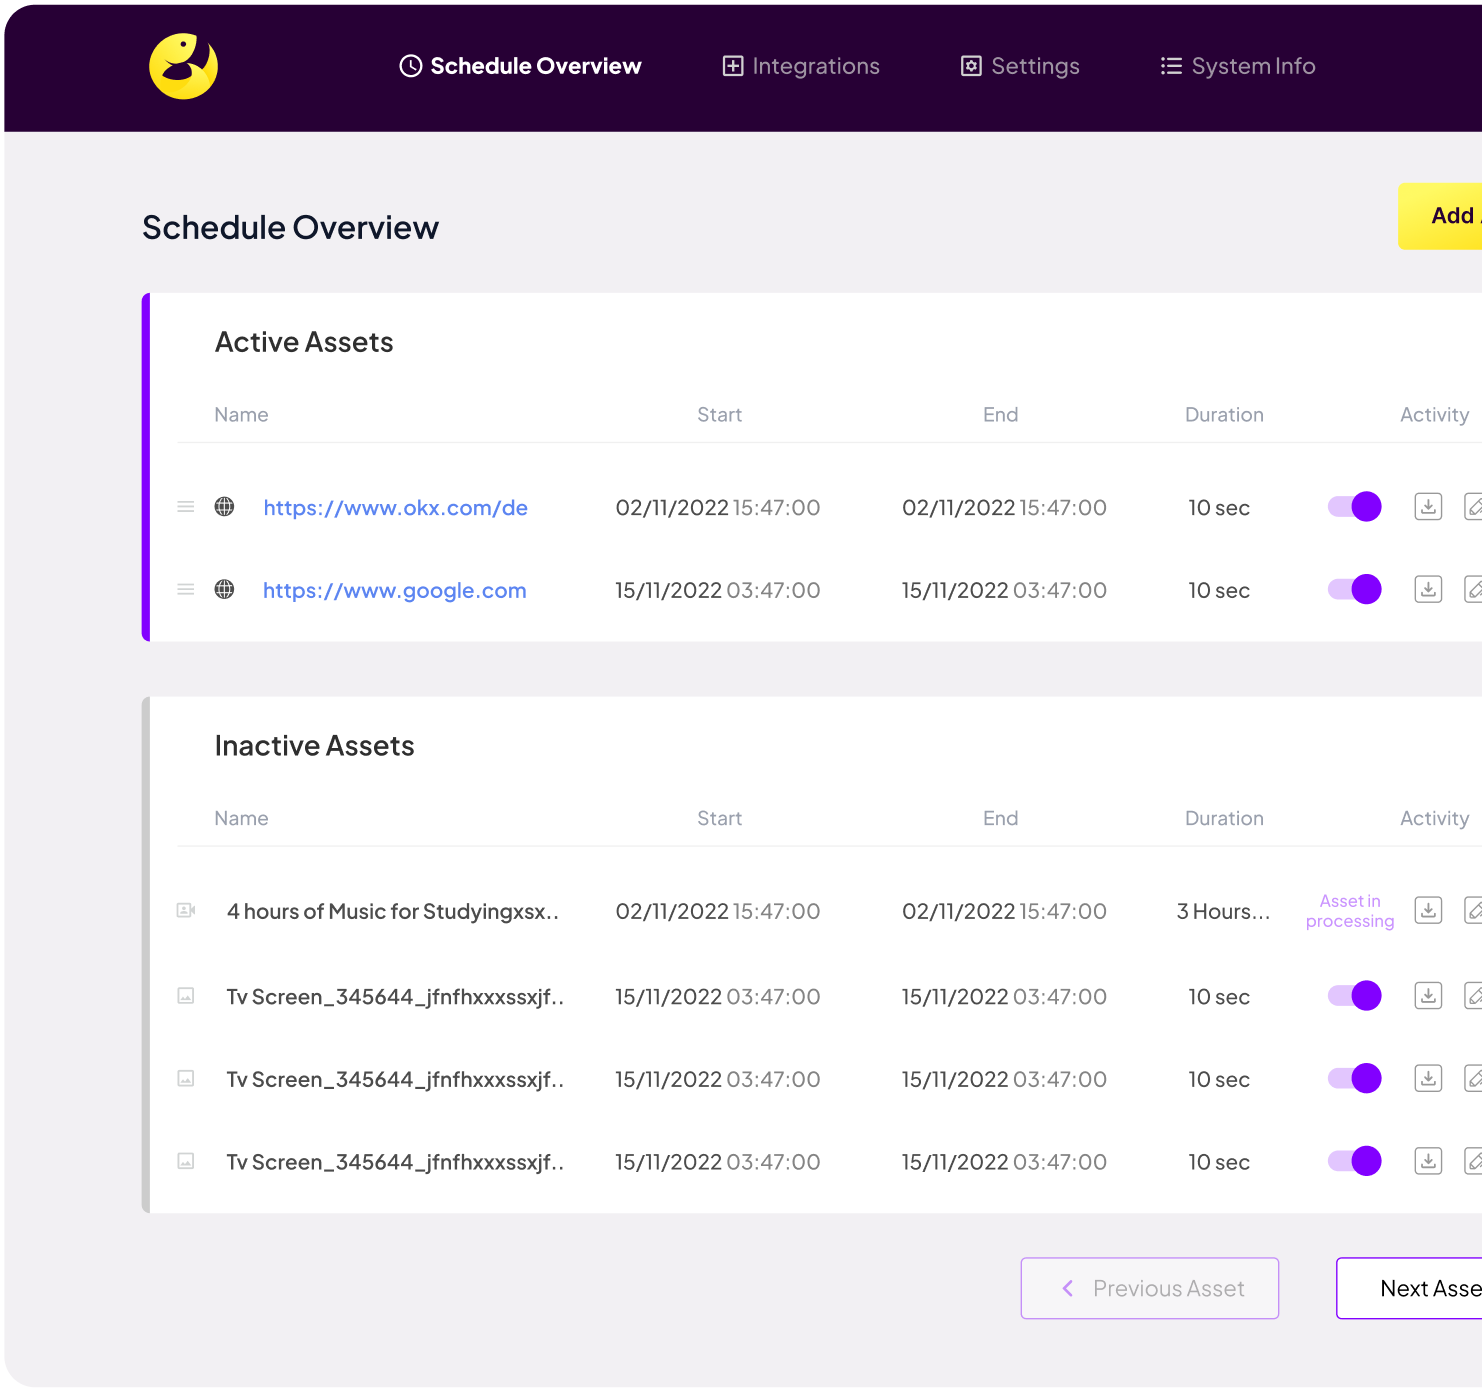 Schedule Overview Integrations Settings System Info
Schedule Overview
Add
Active Assets
Name Start End Duration Activity
https://www.okx.com/de 02/11/2022 15:47:00 02/11/2022 15:47:00 10 sec
https://www.google.com 15/11/2022 03:47:00 15/11/2022 03:47:00 10 sec
Inactive Assets
Name Start End Duration Activity
4 hours of Music for Studyingxsx.. 02/11/2022 15:47:00 02/11/2022 15:47:00 3 Hours... Asset in
processing
Tv Screen_345644_jfnfhxxxssxjf.. 15/11/2022 03:47:00 15/11/2022 03:47:00 10 sec
Tv Screen_345644_jfnfhxxxssxjf.. 15/11/2022 03:47:00 15/11/2022 03:47:00 10 sec
Tv Screen_345644_jfnfhxxxssxjf.. 15/11/2022 03:47:00 15/11/2022 03:47:00 10 sec
Previous Asset Next Asse